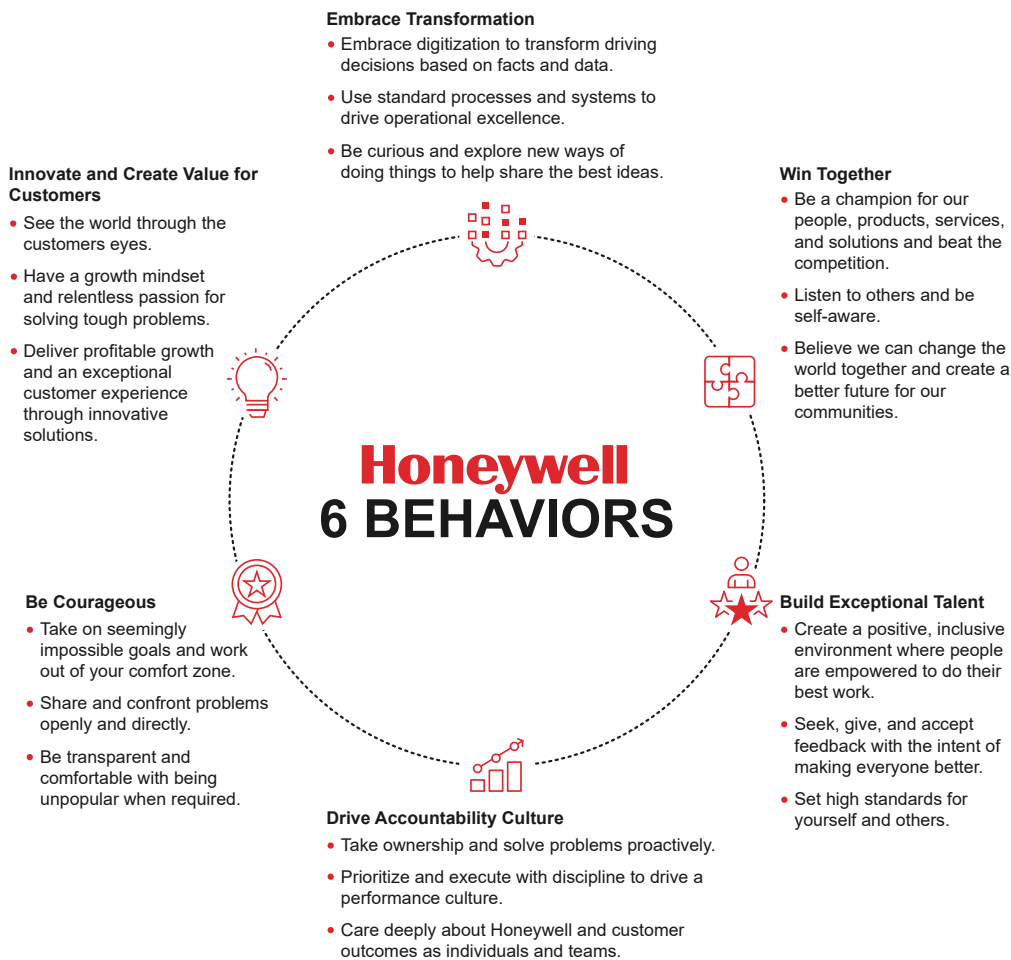 Embrace Transformation
• Embrace digitization to transform driving
decisions based on facts and data.
• Use standard processes and systems to
drive operational excellence.
• Be curious and explore new ways of
doing things to help share the best ideas.
Win Together
• Be a champion for our
people, products, services,
and solutions and beat the
competition.
• Listen to others and be
self-aware.
• Believe we can change the
world together and create a
better future for our
communities.
Build Exceptional Talent
• Create a positive, inclusive
environment where people
are empowered to do their
best work.
• Seek, give, and accept
feedback with the intent of
making everyone better.
• Set high standards for
yourself and others.
Drive Accountability Culture
• Take ownership and solve problems proactively.
• Prioritize and execute with discipline to drive a
performance culture.
• Care deeply about Honeywell and customer
outcomes as individuals and teams.
Be Courageous
• Take on seemingly
impossible goals and work
out of your comfort zone.
• Share and confront problems
openly and directly.
• Be transparent and
comfortable with being
unpopular when required.
Innovate and Create Value for
Customers
• See the world through the
customers eyes.
• Have a growth mindset
and relentless passion for
solving tough problems.
• Deliver profitable growth
and an exceptional
customer experience
through innovative
solutions.
Honeywell
6 BEHAVIORS